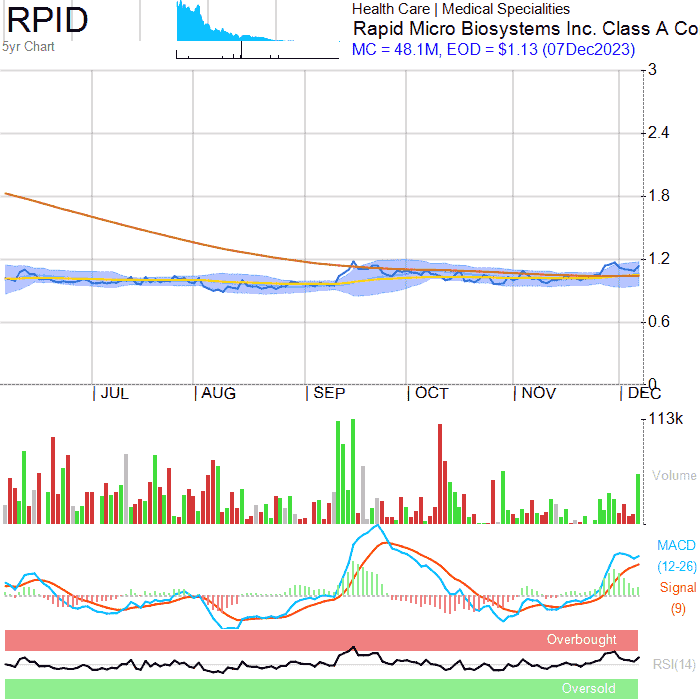 RPID
5yr Chart
Health Care | Medical Specialities
Rapid Micro Biosystems Inc. Class A Co
MC = 48.1M, EOD = $1.13 (07Dec2023)
3
2.4
1.8
1.2
0.6
0
JUL AUG SEP OCT NOV DEC
113k
Volume
MACD
(12-26)
Signal
(9)
Overbought
RSI(14)
Oversold